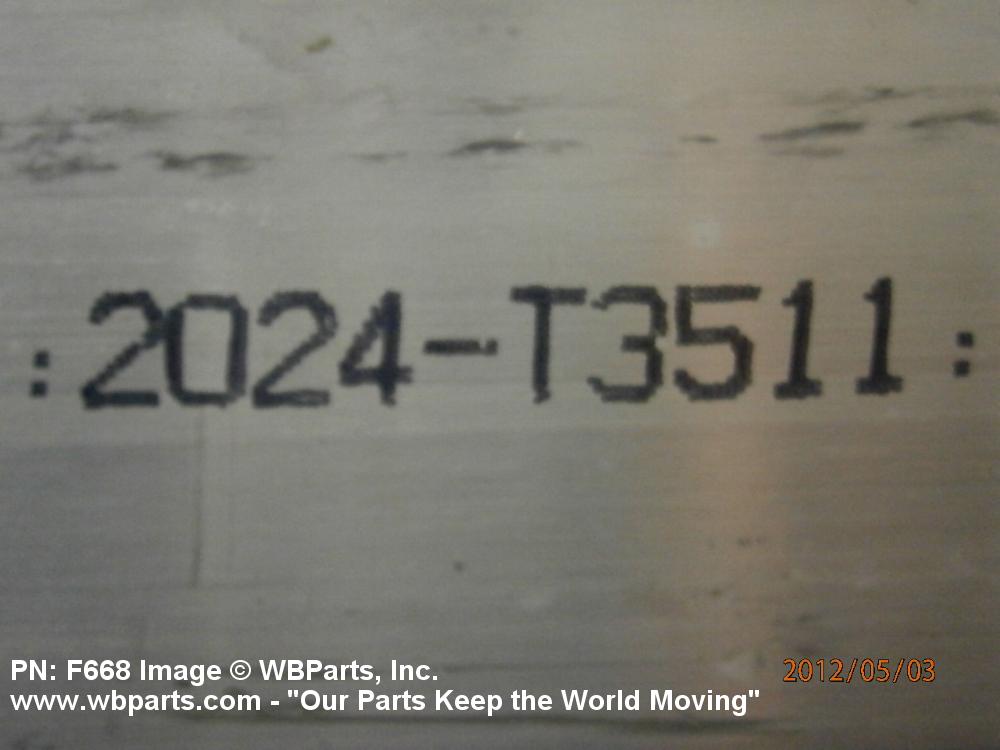 : 2024-T3511 :
PN: F668 Image © WBParts, Inc.
2012/05/03
www.wbparts.com - "Our Parts Keep the World Moving"